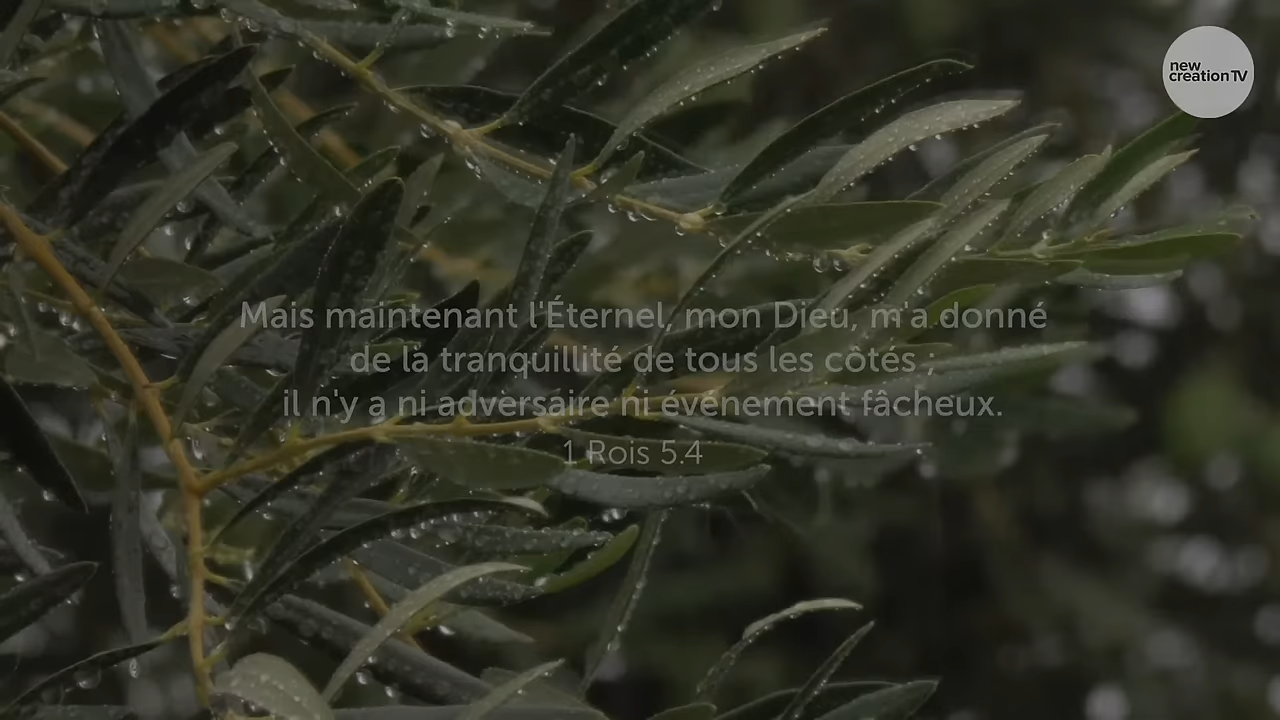 new
creation TV
Mais maintenant l'Éternel, mon Dieu, m'a donné
de la tranquillité de tous les côtés ;
il n'y a ni adversaire ni événement fâcheux.
1 Rois 5.4